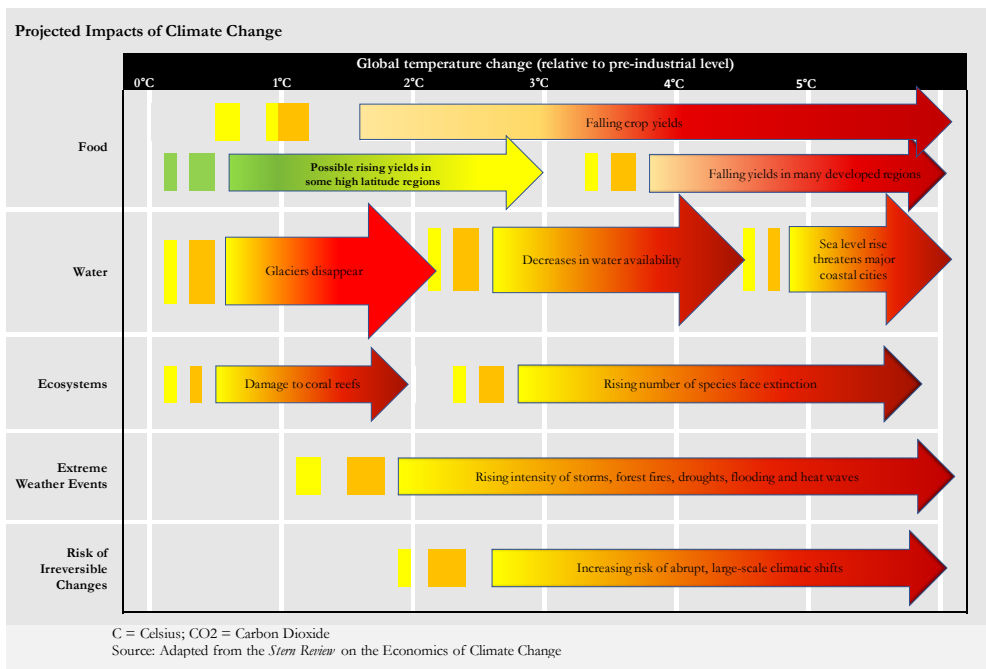 Projected Impacts of Climate Change
Global temperature change (relative to pre-industrial level)
0°C 1°C 2°C 3°C 4°C 5°C
Food
Falling crop yields
Possible rising yields in
some high latitude regions
Falling yields in many developed regions
Water
Glaciers disappear
Decreases in water availability
Sea level rise
threatens major
coastal cities
Ecosystems
Damage to coral reefs
Rising number of species face extinction
Extreme
Weather Events
Rising intensity of storms, forest fires, droughts, flooding and heat waves
Risk of
Irreversible
Changes
Increasing risk of abrupt, large-scale climatic shifts
C = Celsius; CO2 = Carbon Dioxide
Source: Adapted from the Stern Review on the Economics of Climate Change